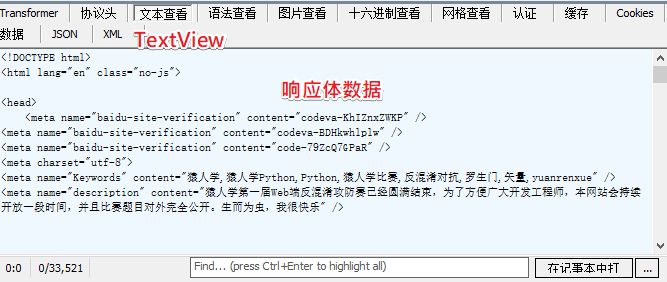 Transformer 协议头 文本查看 语法查看 图片查看 十六进制查看 网格查看 认证 缓存 Cookies
数据 JSON XML
TextView
<!DOCTYPE html>
<html lang="en" class="no-js">
响应体数据
<head>
<meta name="baidu-site-verification" content="codeva-KhIZnxZWKP" />
<meta name="baidu-site-verification" content="codeva-BDHkwhlplw" />
<meta name="baidu-site-verification" content="code-79ZcQ7GPaR" />
<meta charset="utf-8">
<meta name="Keywords" content="猿人学,猿人学Python,Python,猿人学比赛,反混淆对抗,罗生门,矢量,yuanrenxue" />
<meta name="description" content="猿人学第一届Web端反混淆攻防赛已经圆满结束，为了方便广大开发工程师，本网站会持续
开放一段时间，并且比赛题目对外完全公开。生而为虫，我很快乐" />
0:0 0/33,521 Find... (press Ctrl+Enter to highlight all) 在记事本中打 ...